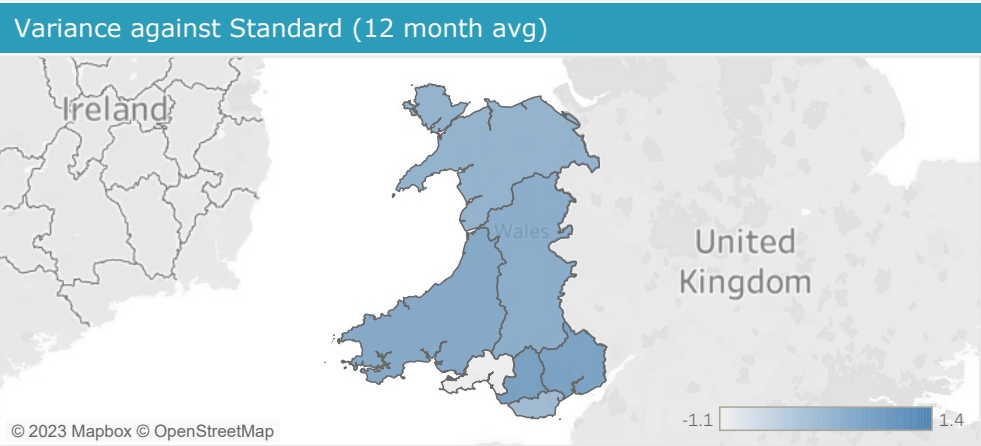 Variance against Standard (12 month avg)
Ireland
Wales
United
Kingdom
-1.1
1.4
© 2023 Mapbox © OpenStreetMap